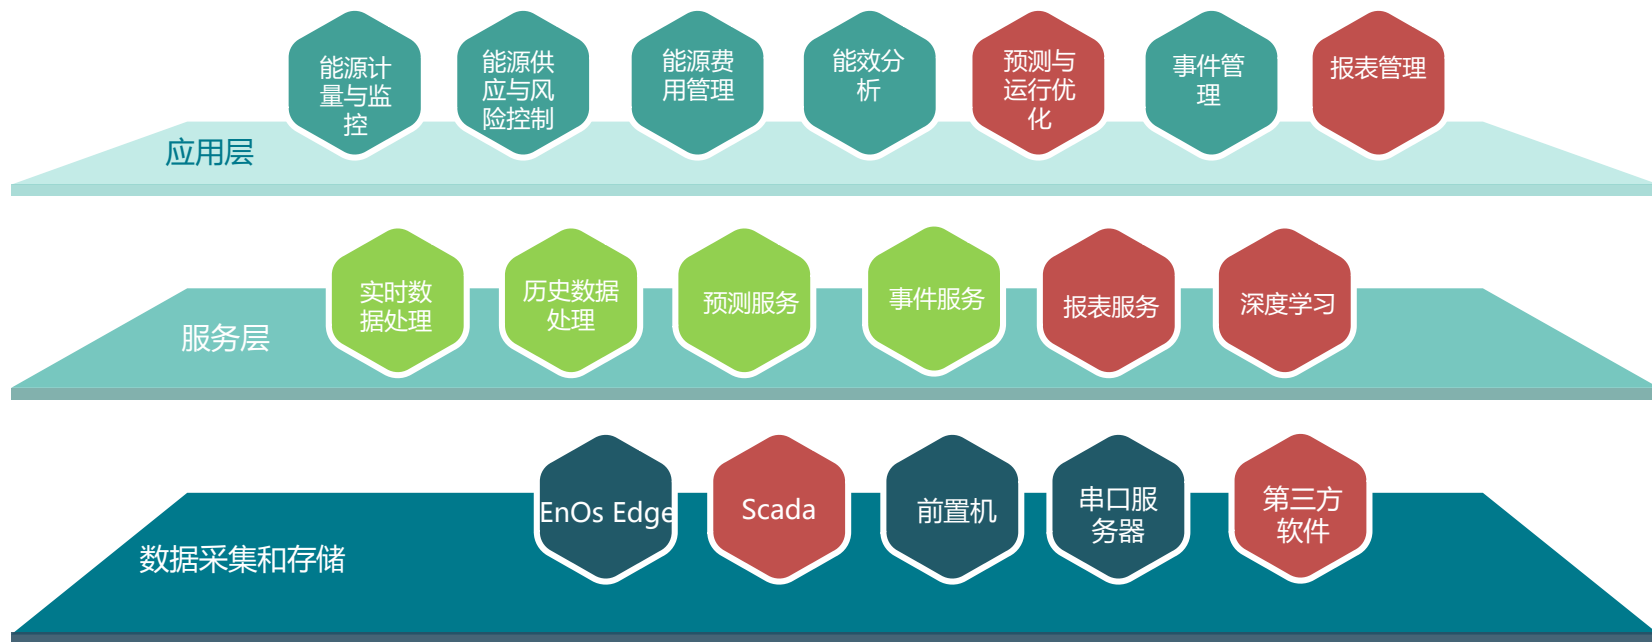 能源计
量与监
控
能源供
应与风
险控制
能源费
用管理
能效分
析
预测与
运行优
化
事件管
理
报表管理
应用层
实时数
据处理
历史数据
处理
预测服务
事件服务
报表服务
深度学习
服务层
EnOs Edge
Scada
前置机
串口服
务器
第三方
软件
数据采集和存储